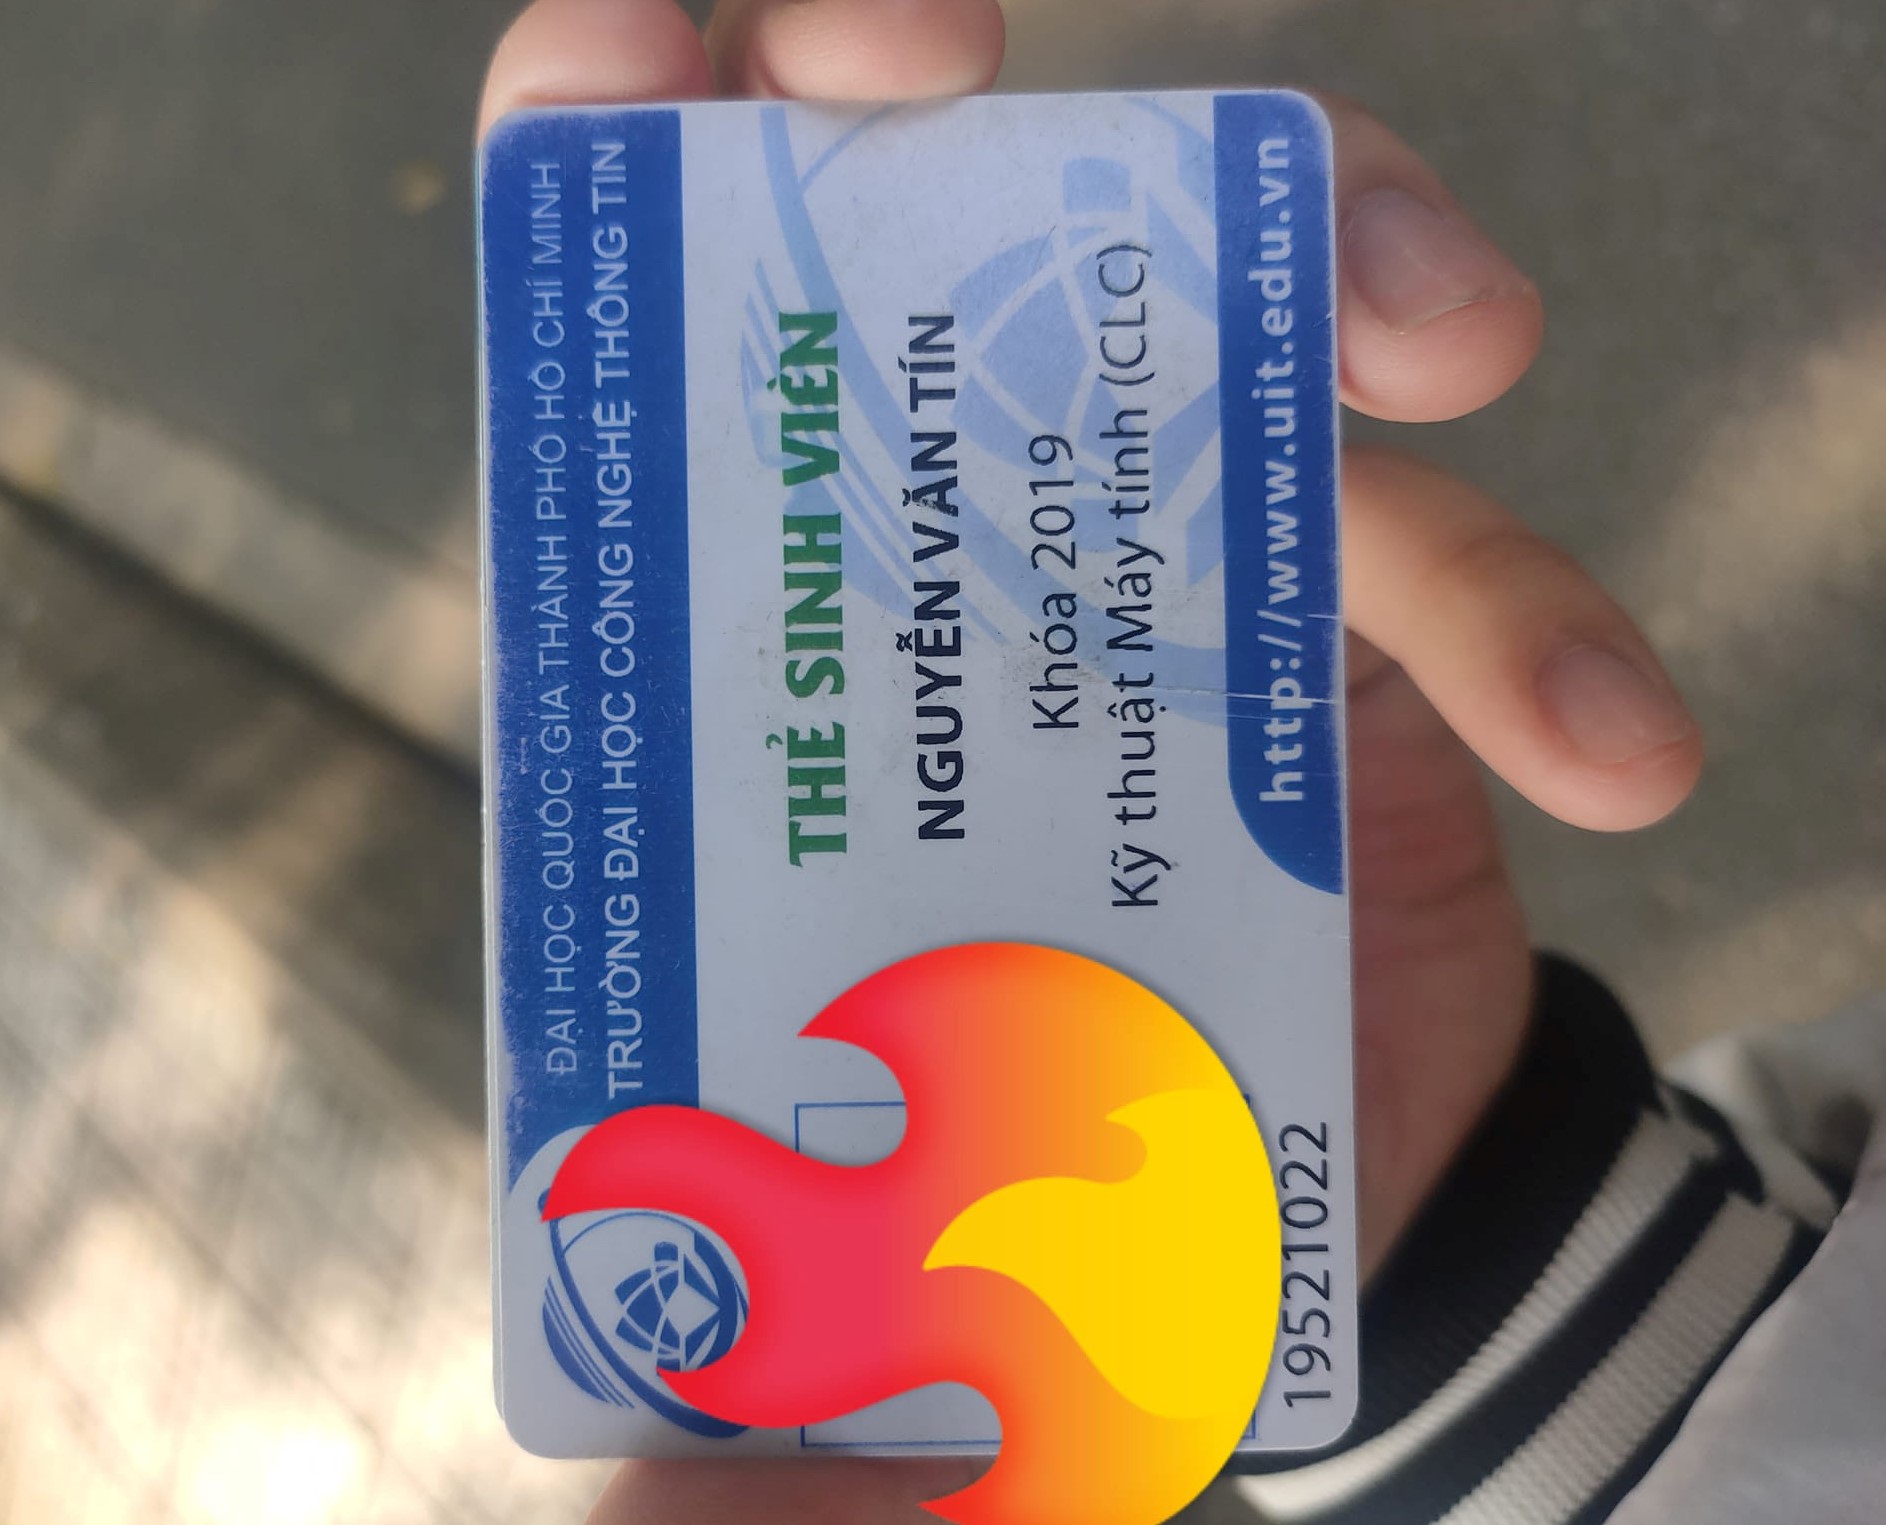 ĐẠI HỌC QUỐC GIA THÀNH PHỐ HỒ CHÍ MINH
TRƯỜNG ĐẠI HỌC CÔNG NGHỆ THÔNG TIN
THẺ SINH VIÊN
NGUYỄN VĂN TÍN
Khóa 2019
Kỹ thuật Máy tính (CLC)
http://www.uit.edu.vn
19521022